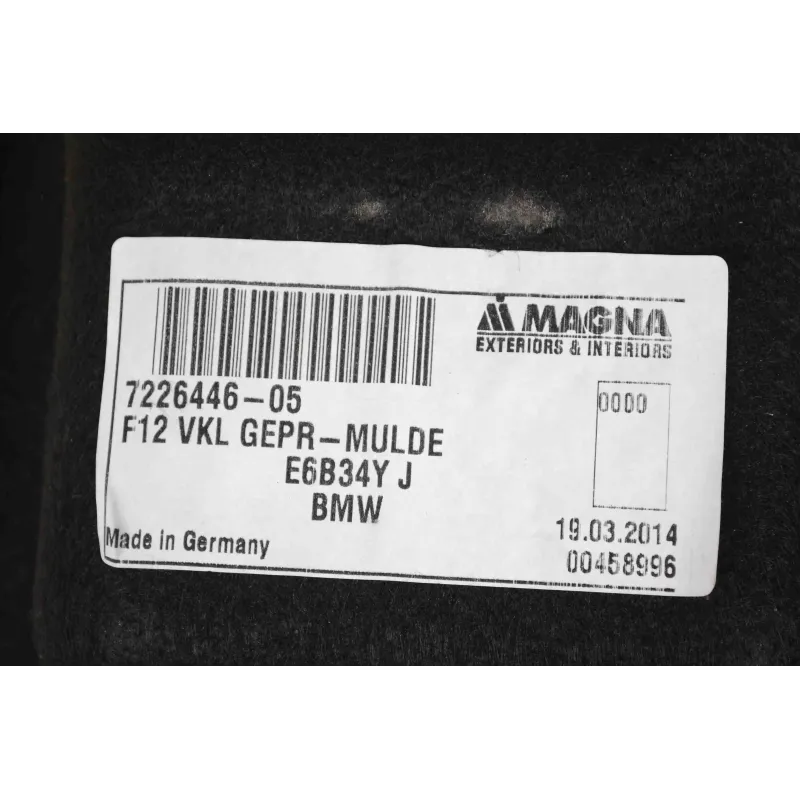 MAGNA
EXTERIORS & INTERIORS
7226446-05
0000
F12 VKL GEPR-MULDE
E6B34Y J
BMW
19.03.2014
Made in Germany
00458996